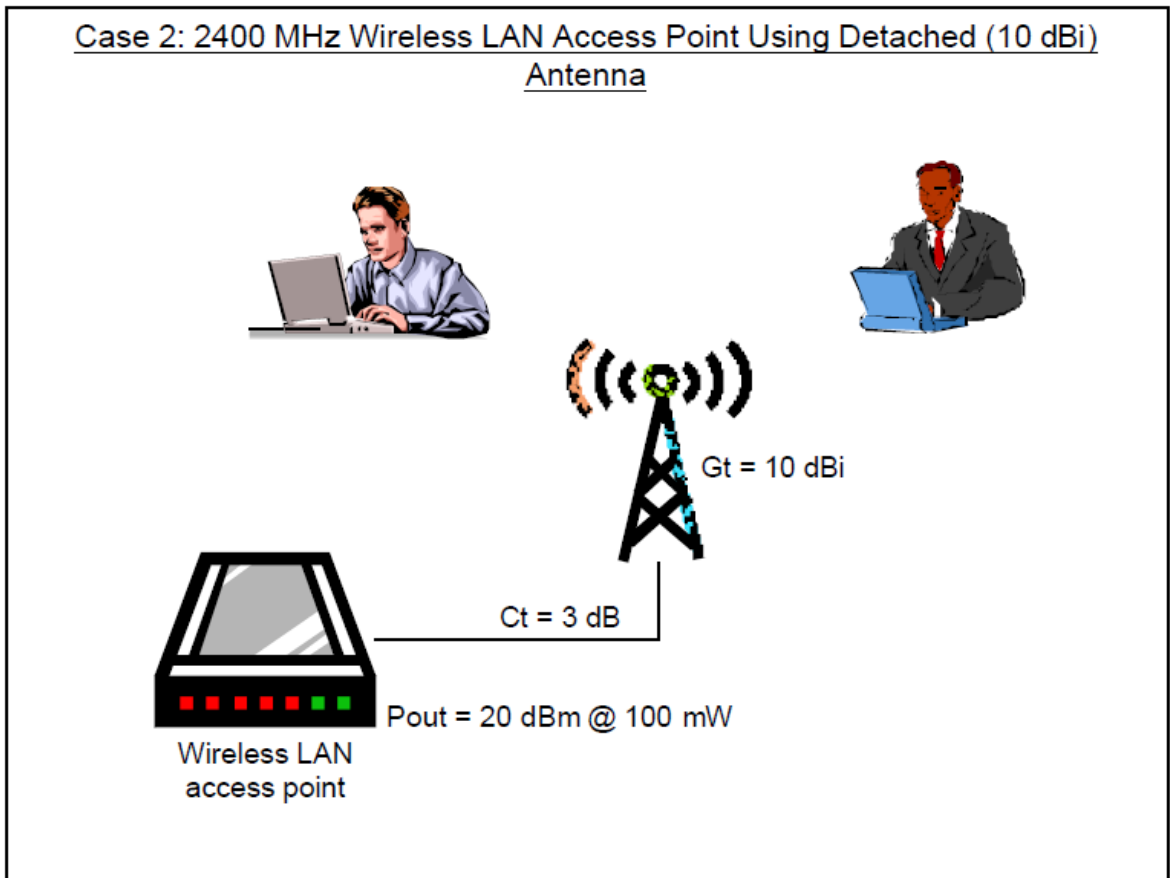 Case 2: 2400 MHz Wireless LAN Access Point Using Detached (10 dBi)
Antenna
Gt = 10 dBi
Ct = 3 dB
Pout = 20 dBm @ 100 mW
Wireless LAN
access point